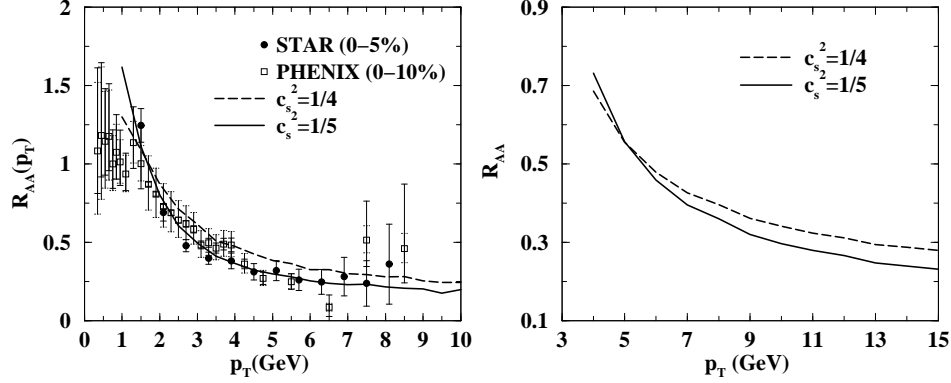 2
1.5
1
0.5
0
R_AA(p_T)
STAR (0−5%)
PHENIX (0−10%)
c_s^2=1/4
c_s^2=1/5
0 1 2 3 4 5 6 7 8 9 10
p_T(GeV)
0.9
0.7
0.5
0.3
0.1
R_AA
c_s^2=1/4
c_s^2=1/5
3 5 7 9 11 13 15
p_T (GeV)